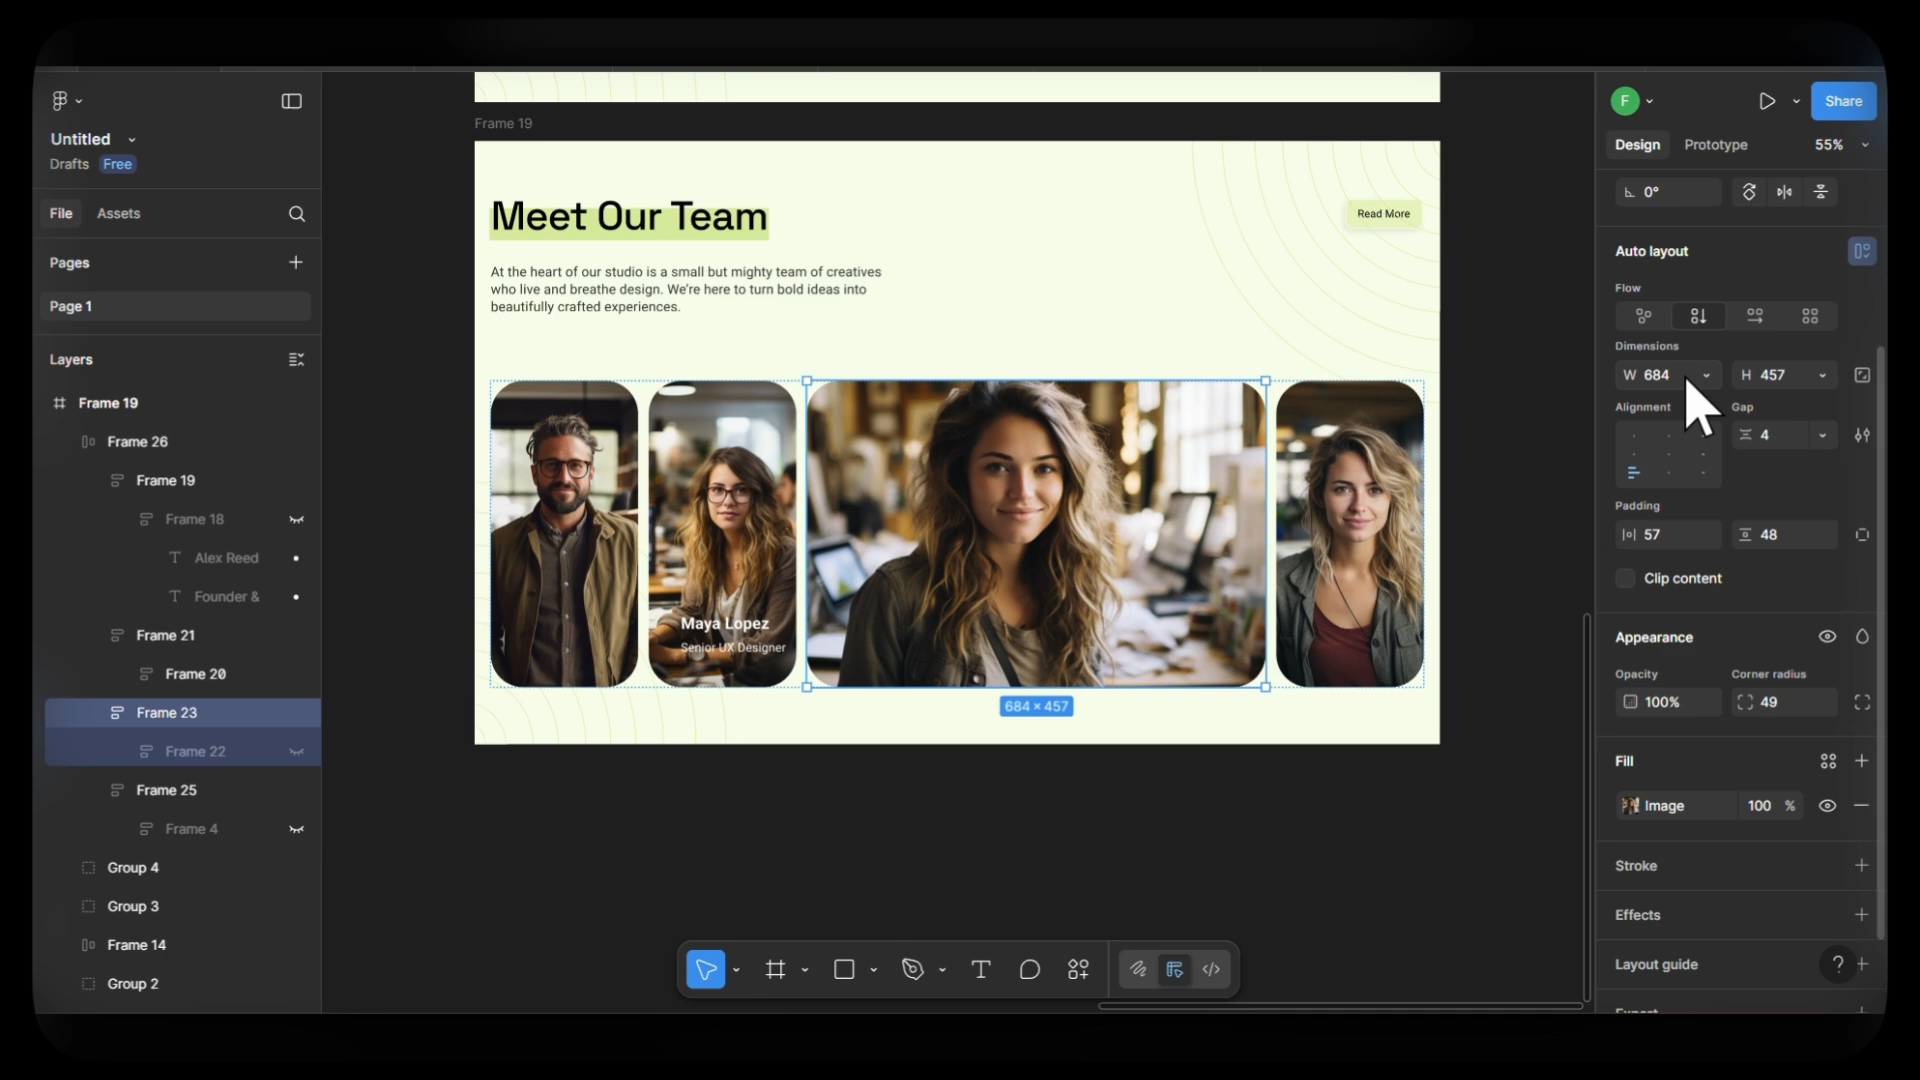 Untitled
Drafts Free
File Assets
Pages
Page 1
Layers
Frame 19
Frame 26
Frame 19
Frame 18
Alex Reed
Founder &
Frame 21
Frame 20
Frame 23
Frame 22
Frame 25
Frame 4
Group 4
Group 3
Frame 14
Group 2
Frame 19
Meet Our Team
Read More
At the heart of our studio is a small but mighty team of creatives
who live and breathe design. We're here to turn bold ideas into
beautifully crafted experiences.
Maya Lopez
Senior UX Designer
684 × 457
F
Share
Design Prototype 55%
0°
Auto layout
Flow
Dimensions
W 684 H 457
Alignment Gap
4
Padding
57 48
Clip content
Appearance
Opacity Corner radius
100% 49
Fill
Image 100 %
Stroke
Effects
Layout guide
?